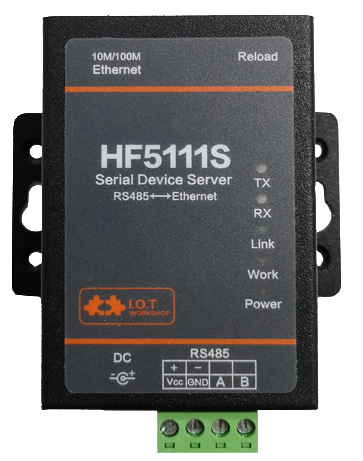 10M/100M
Ethernet
Reload
HF5111S
Serial Device Server
RS485⟷Ethernet
TX
RX
Link
Work
Power
I.O.T
WORKSHOP
DC
RS485
+ −
Vcc GND A B
- +